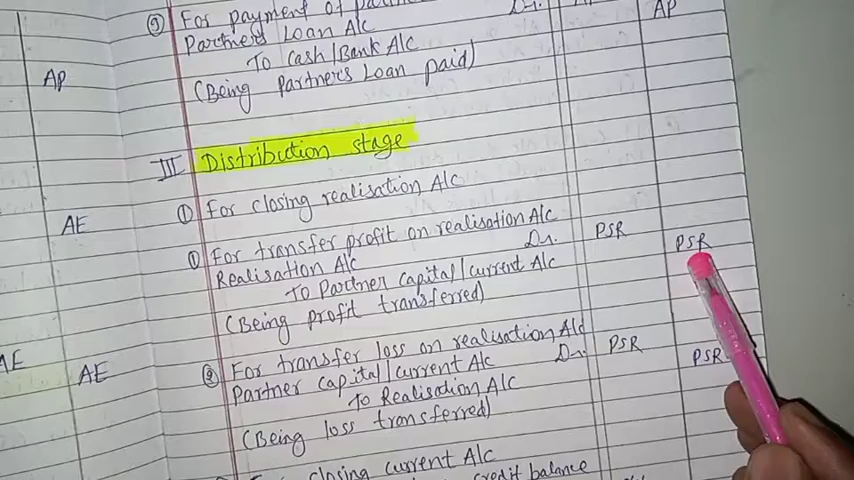 ② For payment of
Partners Loan A/c Dr. AP
To Cash/Bank A/c
AP (Being Partners Loan paid)
III Distribution stage
① For closing realisation A/c
AE
① For transfer profit on realisation A/c
Realisation A/c Dr. PSR
To Partner Capital/current A/c PSR
(Being profit transferred)
② For transfer loss on realisation A/c
AE AE Partner capital/current A/c Dr. PSR
To Realisation A/c PSR
(Being loss transferred)
closing current A/c
credit balance